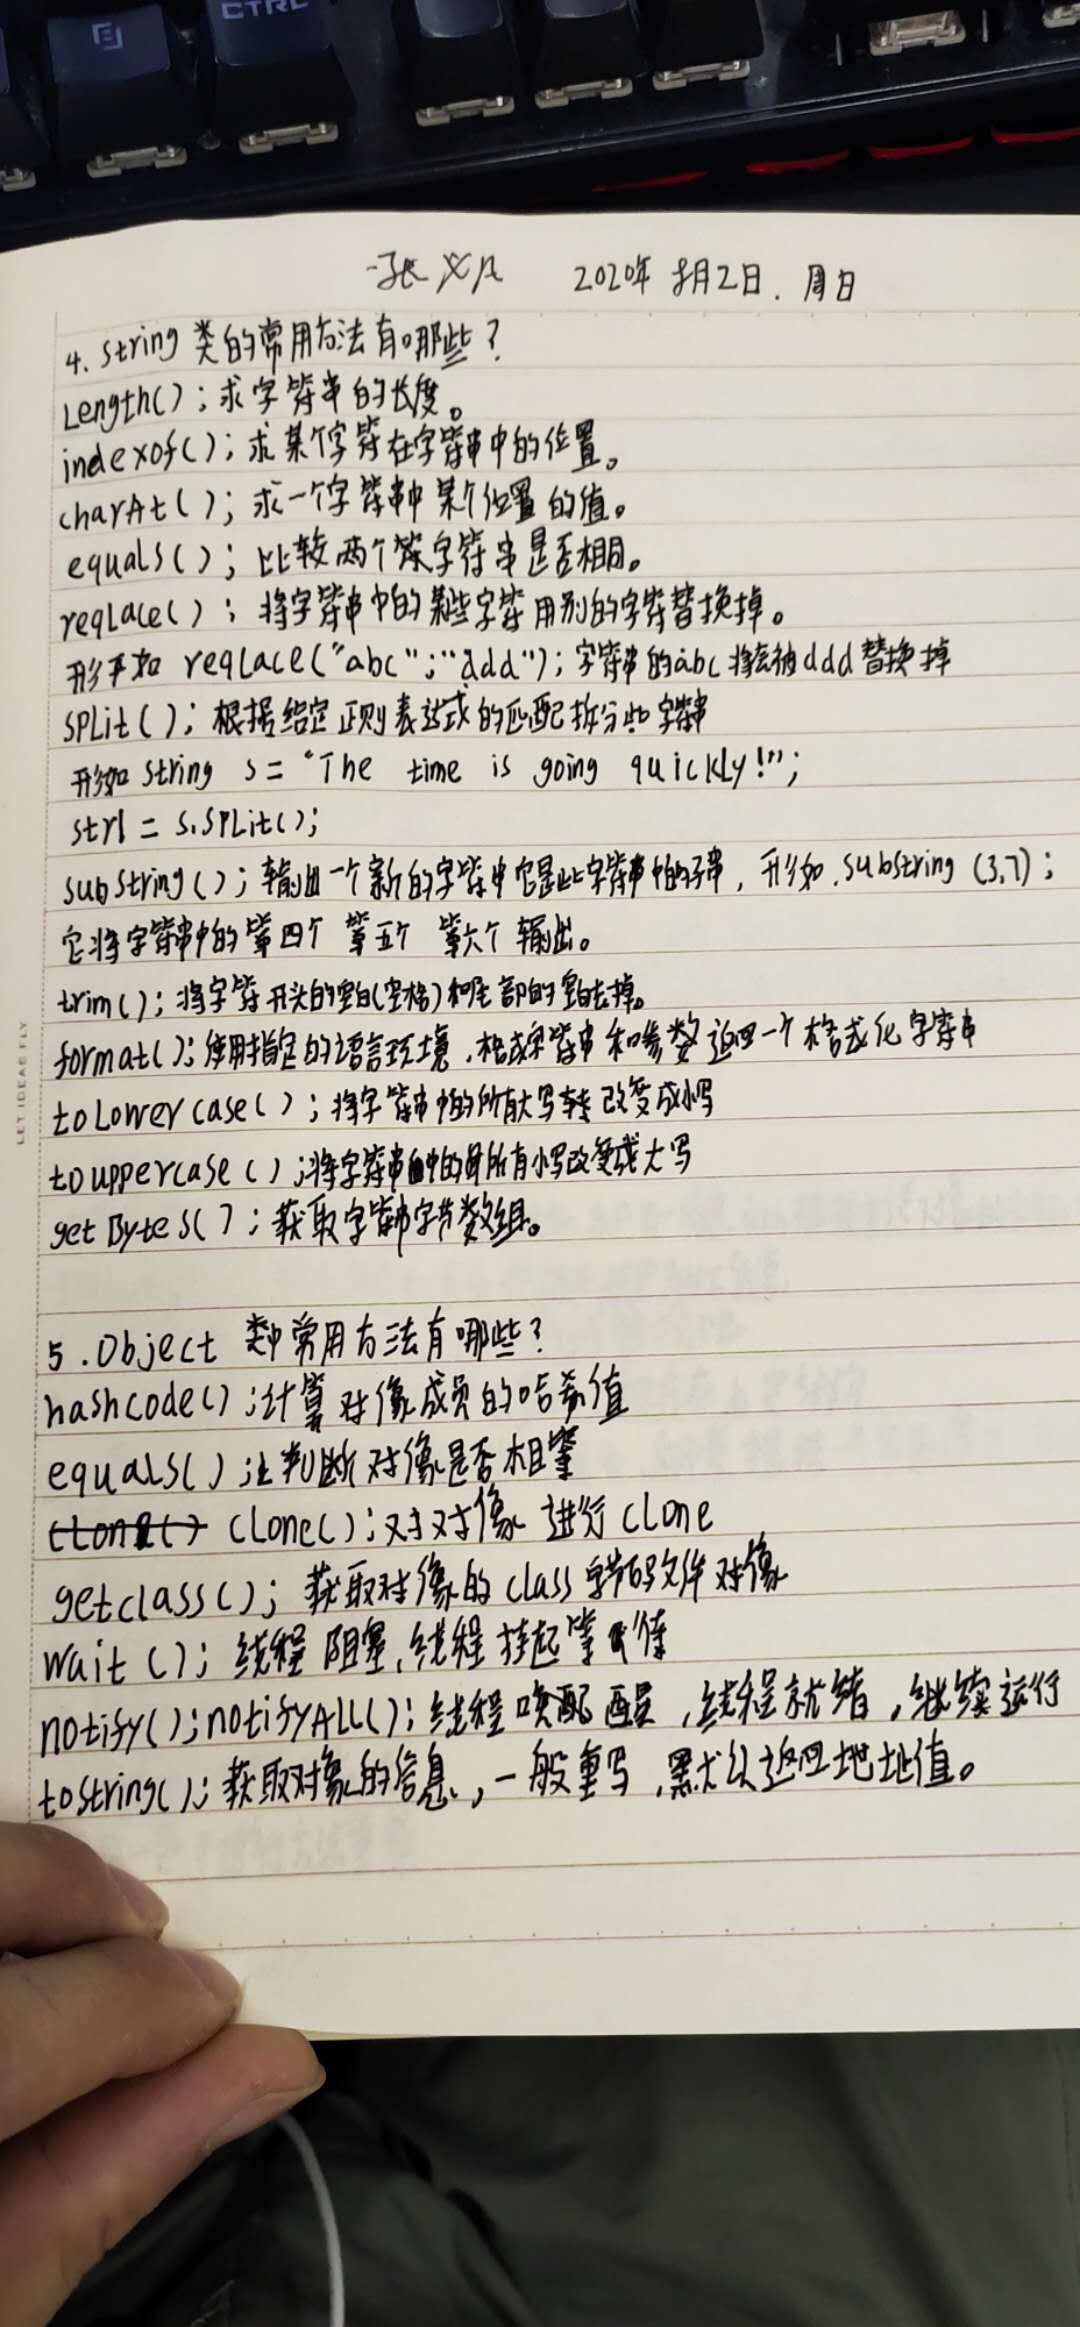 CTRL
张义凡 2020年8月2日. 周日
4. String 类的常用方法有哪些?
Length(); 求字符串的长度。
indexof(); 求某个字符在字符串中的位置。
charAt(); 求一个字符串中某个位置的值。
equals(); 比较两个字符串是否相同。
reqlace(); 将字符串中的某些字符用别的字符替换掉。
形如 reqlace("abc";"ddd"); 字符串的abc将会被ddd替换掉
SPLit(); 根据给定正则表达式的匹配拆分此字符串
形如 String s = "The time is going quickly!";
str1 = s.SPLit();
subString(); 输出一个新的字符串它是此字符串中的子串, 形如.subString (3,7);
它将字符串中的第四个 第五个 第六个 输出。
trim(); 将字符开头的空白(空格)和尾部的空白去掉。
format(); 使用指定的语言环境.格式字符串和参数返回一个格式化字符串
toLowercase(); 将字符串中的所有大写转改变成小写
touppercase(); 将字符串中的所有小写改变成大写
getBytes(); 获取字符串字节数组。
LET IDEAS FLY
5. Object 类中常用方法有哪些?
hashcode(); 计算对像成员的哈希值
equals(); 判断对像是否相等
clone() cLone(); 对对像 进行 cLone
getclass(); 获取对像的class字节码文件对像
wait(); 线程阻塞,线程挂起等待
notify(); notifyALL(); 线程唤醒,线程就绪,继续运行
tostring(); 获取对象的信息,一般重写,默认返回地址值。